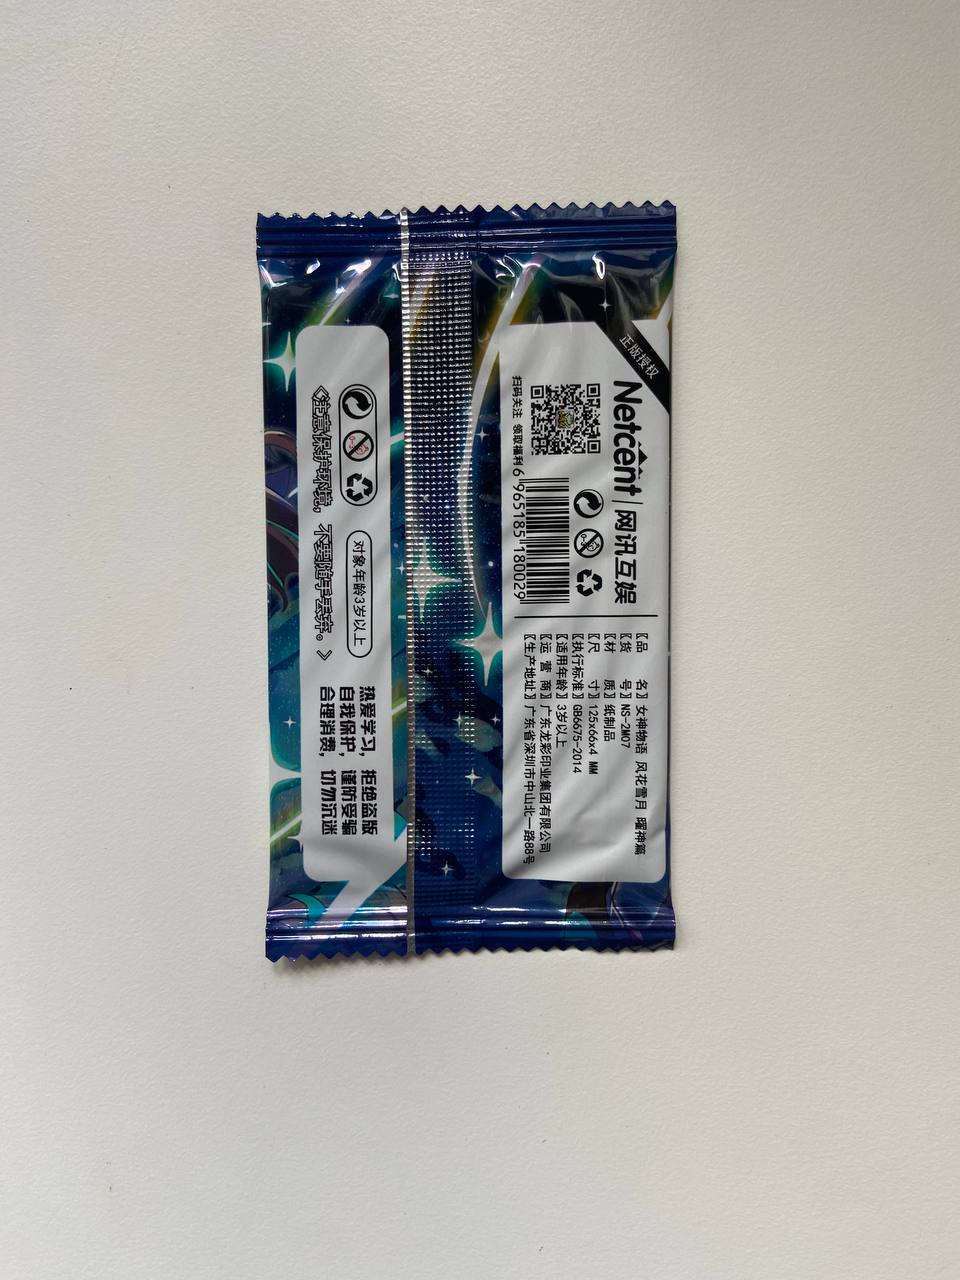 正版授权
Netcent | 网讯互娱
扫码关注 领取福利
6 965185 180029
0-3
〖品 名〗女神物语 风花雪月 曜神篇
〖货 号〗NS-2M07
〖材 质〗纸制品
〖尺 寸〗125x66x4 MM
〖执行标准〗GB6675-2014
〖适用年龄〗3岁以上
〖运 营 商〗广东龙彩印业集团有限公司
〖生产地址〗广东省深圳市中山北一路88号
0-3
对象年龄3岁以上
《注意保护环境, 不要随手丢弃。》
热爱学习, 拒绝盗版
自我保护, 谨防受骗
合理消费, 切勿沉迷